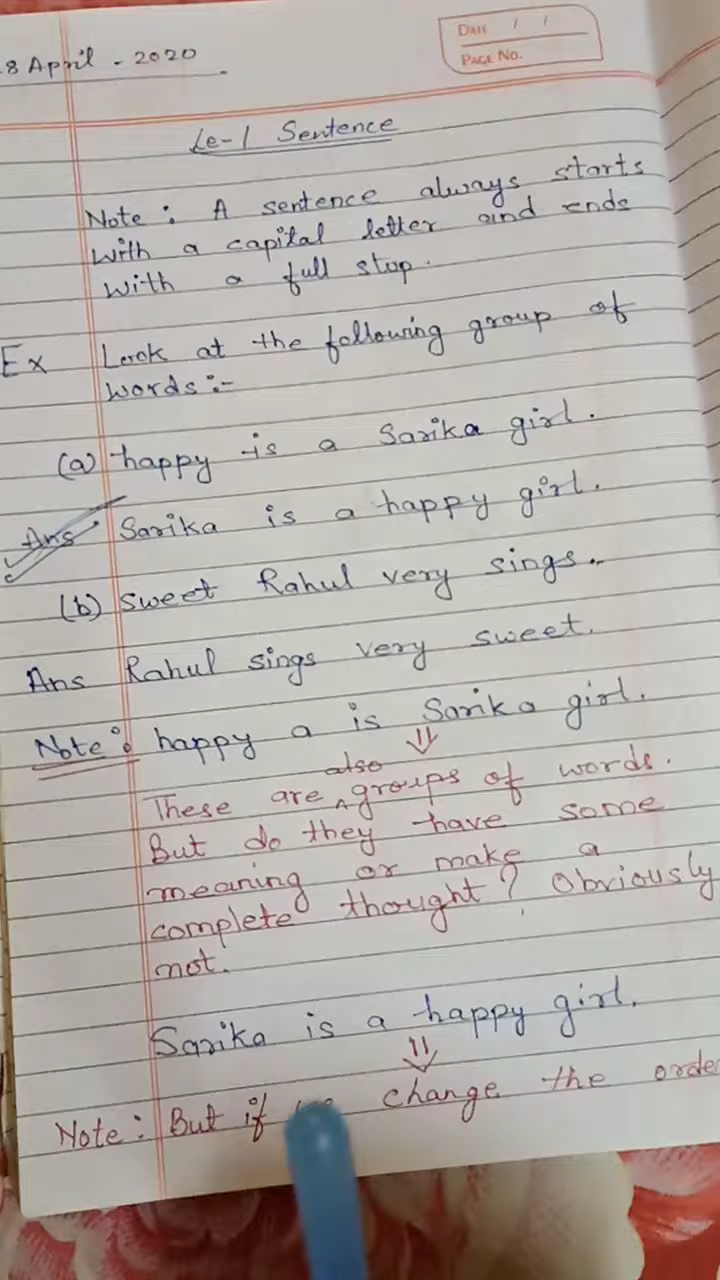 DATE / /
PAGE NO.
8 April - 2020
Le-1 Sentence
Note: A sentence always starts
with a capital letter and ends
with a full stop.
Ex Look at the following group of
words:-
(a) happy is a Sarika girl.
Ans Sarika is a happy girl.
(b) sweet Rahul very sings.
Ans Rahul sings very sweet.
Note: happy a is Sarika girl.
⇓
also
These are ^ groups of words.
But do they have some
meaning or make a
complete thought? Obviously
not.
Sarika is a happy girl.
⇓
Note: But if change the order